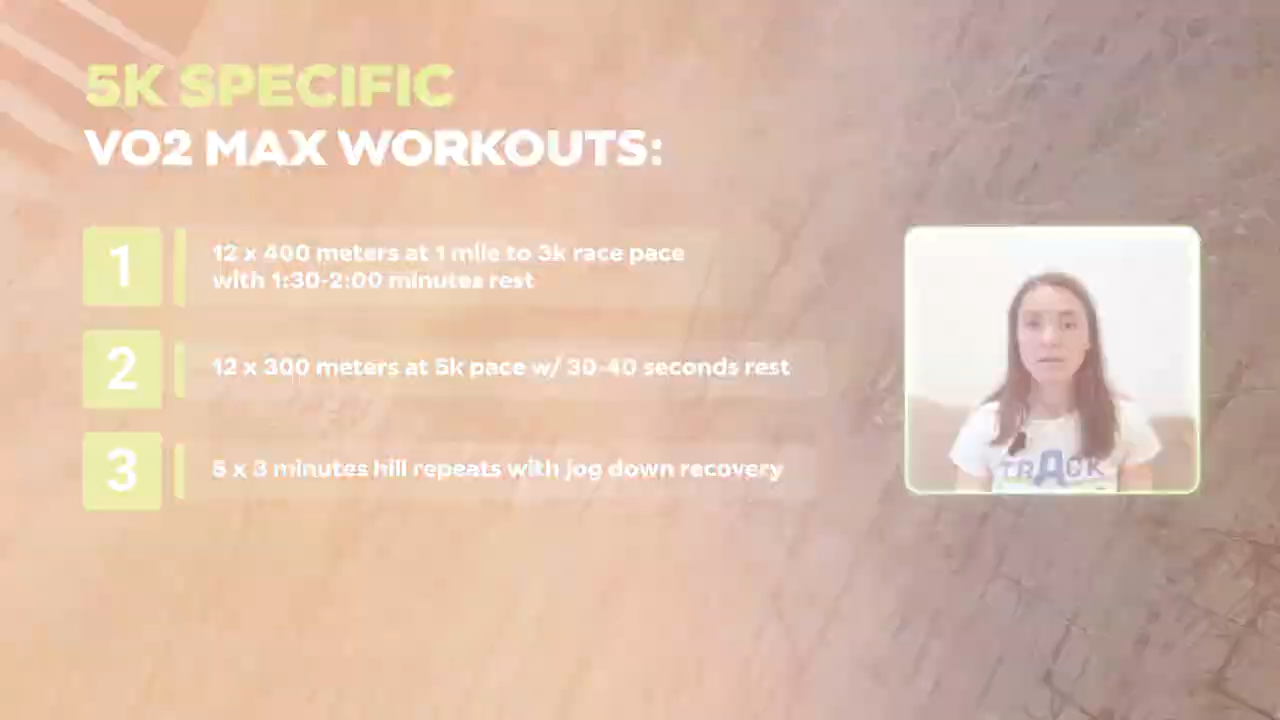 5K SPECIFIC
VO2 MAX WORKOUTS:
1
12 x 400 meters at 1 mile to 3k race pace
with 1:30-2:00 minutes rest
2
12 x 300 meters at 5k pace w/ 30-40 seconds rest
3
5 x 3 minutes hill repeats with jog down recovery
TRACK